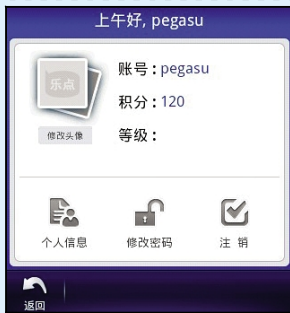 上午好, pegasu
乐点
账号：pegasu
积分：120
修改头像
等级：
个人信息 修改密码 注 销
返回